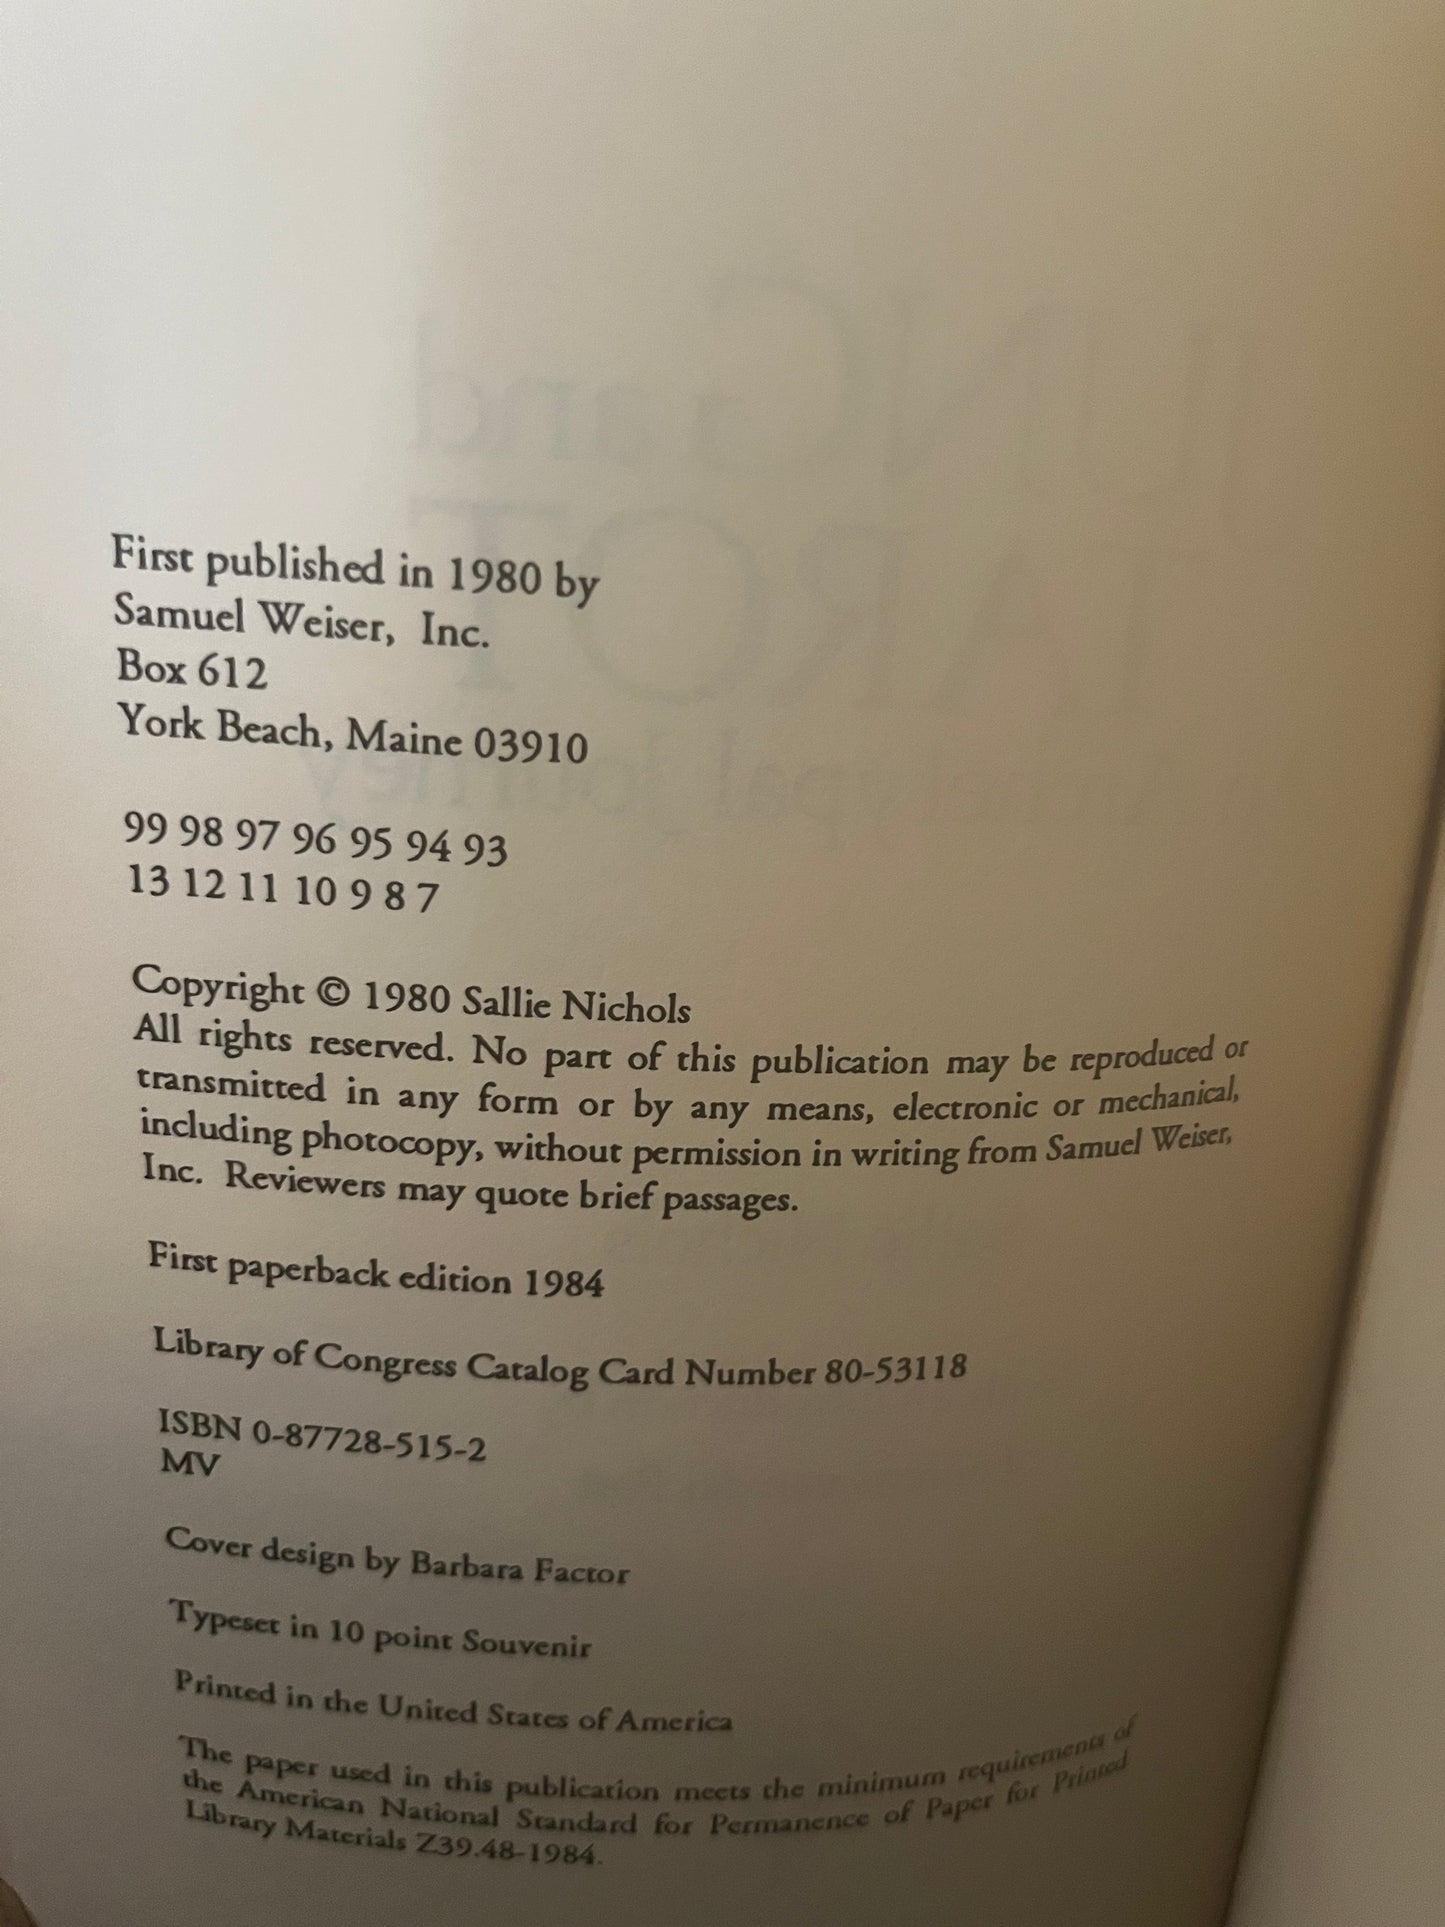 First published in 1980 by
Samuel Weiser, Inc.
Box 612
York Beach, Maine 03910
99 98 97 96 95 94 93
13 12 11 10 9 8 7
Copyright © 1980 Sallie Nichols
All rights reserved. No part of this publication may be reproduced or
transmitted in any form or by any means, electronic or mechanical,
including photocopy, without permission in writing from Samuel Weiser,
Inc. Reviewers may quote brief passages.
First paperback edition 1984
Library of Congress Catalog Card Number 80-53118
ISBN 0-87728-515-2
MV
Cover design by Barbara Factor
Typeset in 10 point Souvenir
Printed in the United States of America
The paper used in this publication meets the minimum requirements of
the American National Standard for Permanence of Paper for Printed
Library Materials Z39.48-1984.